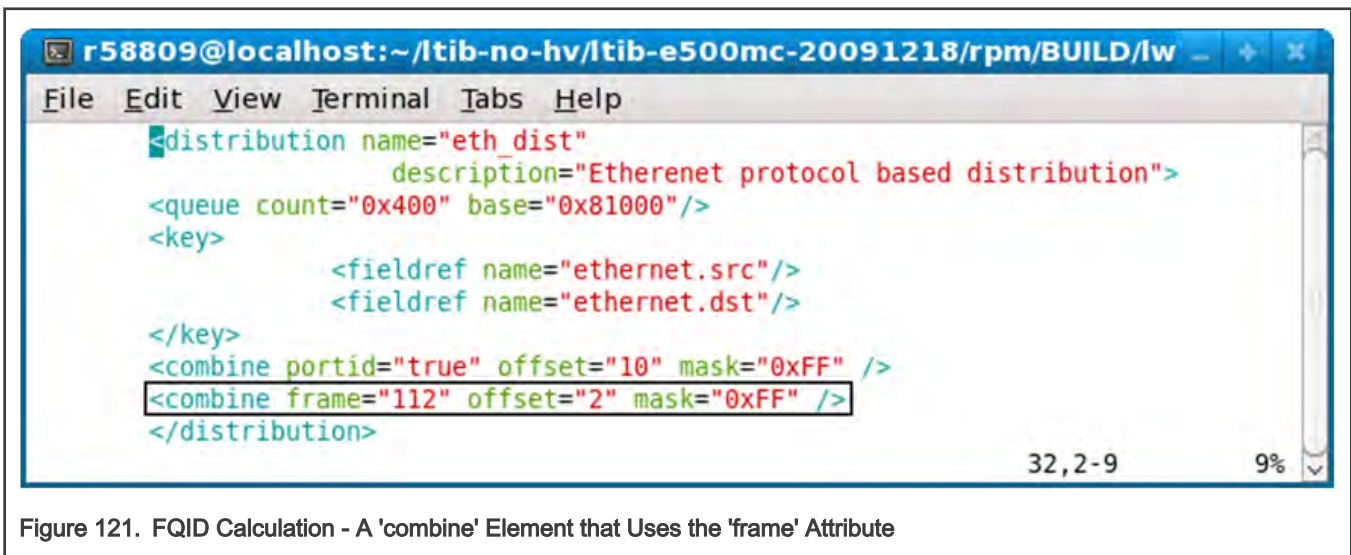 r58809@localhost:~/ltib-no-hv/ltib-e500mc-20091218/rpm/BUILD/lw
File Edit View Terminal Tabs Help
<distribution name="eth_dist"
description="Etherenet protocol based distribution">
<queue count="0x400" base="0x81000"/>
<key>
<fieldref name="ethernet.src"/>
<fieldref name="ethernet.dst"/>
</key>
<combine portid="true" offset="10" mask="0xFF" />
<combine frame="112" offset="2" mask="0xFF" />
</distribution>
32,2-9 9%
Figure 121. FQID Calculation - A 'combine' Element that Uses the 'frame' Attribute